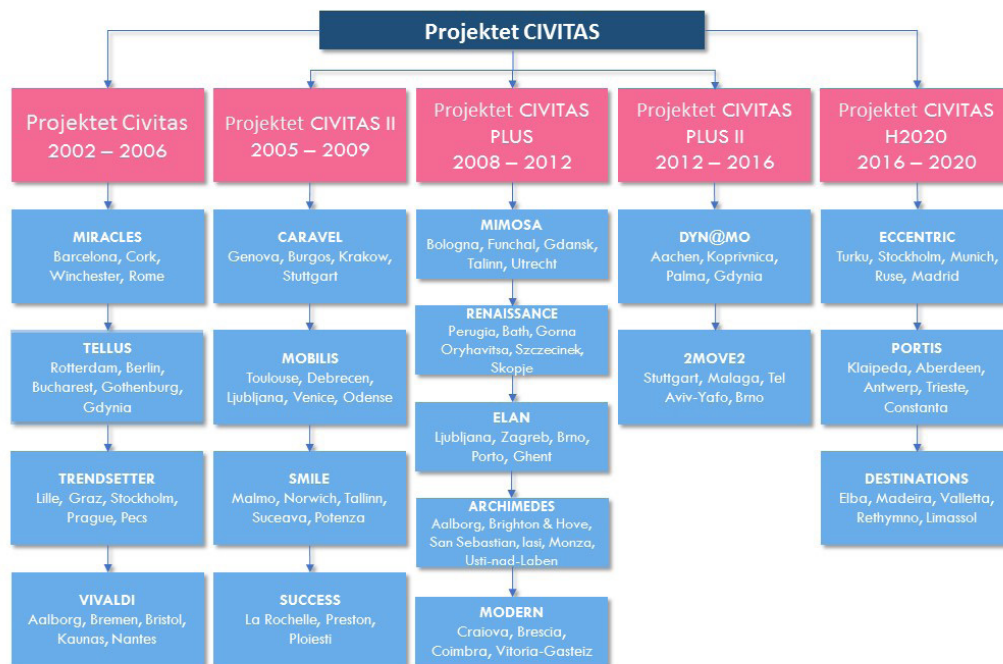 Projektet CIVITAS
Projektet Civitas
2002 – 2006
MIRACLES
Barcelona, Cork,
Winchester, Rome
TELLUS
Rotterdam, Berlin,
Bucharest, Gothenburg,
Gdynia
TRENDSETTER
Lille, Graz, Stockholm,
Prague, Pecs
VIVALDI
Aalborg, Bremen, Bristol,
Kaunas, Nantes
Projektet CIVITAS II
2005 – 2009
CARAVEL
Genova, Burgos, Krakow,
Stuttgart
MOBILIS
Toulouse, Debrecen,
Ljubljana, Venice, Odense
SMILE
Malmo, Norwich, Tallinn,
Suceava, Potenza
SUCCESS
La Rochelle, Preston,
Ploiesti
Projektet CIVITAS
PLUS
2008 – 2012
MIMOSA
Bologna, Funchal, Gdansk,
Talinn, Utrecht
RENAISSANCE
Perugia, Bath, Gorna
Oryhavitsa, Szczecinek,
Skopje
ELAN
Ljubljana, Zagreb, Brno,
Porto, Ghent
ARCHIMEDES
Aalborg, Brighton & Hove,
San Sebastian, Iasi, Monza,
Usti-nad-Laben
MODERN
Craiova, Brescia,
Coimbra, Vitoria-Gasteiz
Projektet CIVITAS
PLUS II
2012 – 2016
DYN@MO
Aachen, Koprivnica,
Palma, Gdynia
2MOVE2
Stuttgart, Malaga, Tel
Aviv-Yafo, Brno
Projektet CIVITAS
H2020
2016 – 2020
ECCENTRIC
Turku, Stockholm, Munich,
Ruse, Madrid
PORTIS
Klaipeda, Aberdeen,
Antwerp, Trieste,
Constanta
DESTINATIONS
Elba, Madeira, Valletta,
Rethymno, Limassol